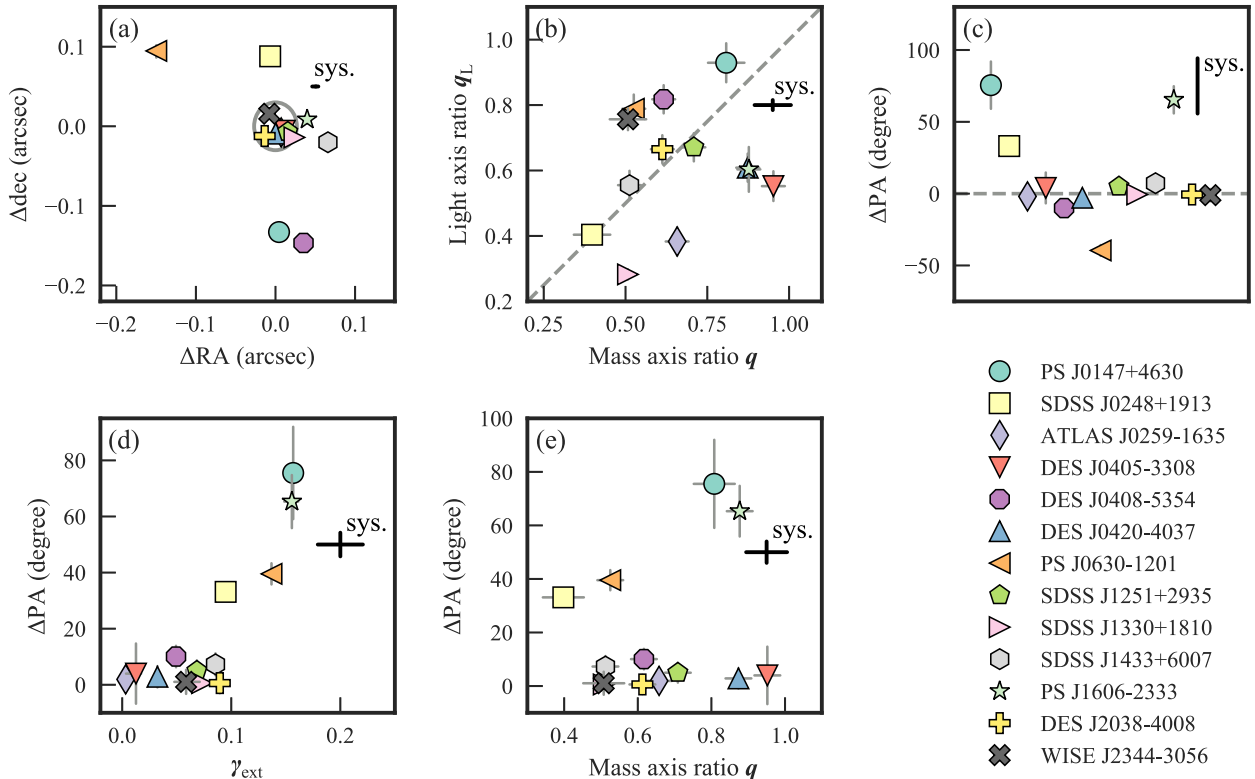 (a)
sys.
0.1
0.0
−0.1
−0.2
Δdec (arcsec)
−0.2
−0.1
0.0
0.1
ΔRA (arcsec)
(b)
sys.
1.0
0.8
0.6
0.4
0.2
Light axis ratio qL
0.25
0.50
0.75
1.00
Mass axis ratio q
(c)
sys.
100
50
0
−50
ΔPA (degree)
(d)
sys.
80
60
40
20
0
ΔPA (degree)
0.0
0.1
0.2
γext
(e)
sys.
100
80
60
40
20
0
ΔPA (degree)
0.4
0.6
0.8
1.0
Mass axis ratio q
PS J0147+4630
SDSS J0248+1913
ATLAS J0259-1635
DES J0405-3308
DES J0408-5354
DES J0420-4037
PS J0630-1201
SDSS J1251+2935
SDSS J1330+1810
SDSS J1433+6007
PS J1606-2333
DES J2038-4008
WISE J2344-3056